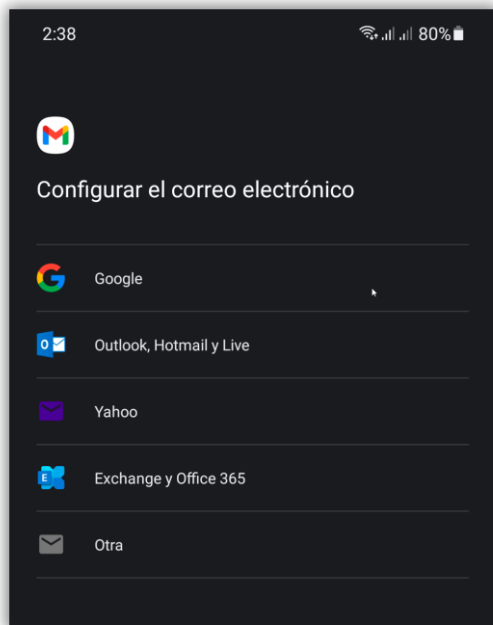 2:38 80%
Configurar el correo electrónico
Google
Outlook, Hotmail y Live
Yahoo
Exchange y Office 365
Otra